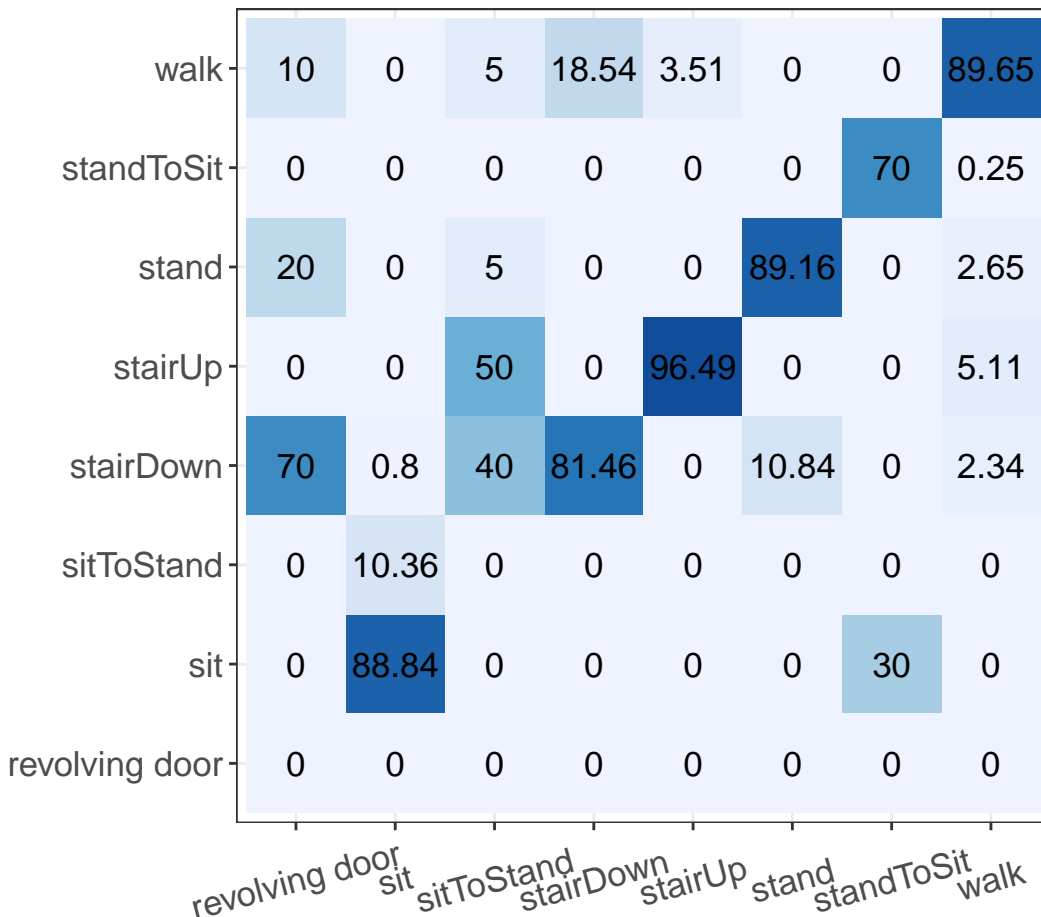 walk 10 0 5 18.54 3.51 0 0 89.65
standToSit 0 0 0 0 0 0 70 0.25
stand 20 0 5 0 0 89.16 0 2.65
stairUp 0 0 50 0 96.49 0 0 5.11
stairDown 70 0.8 40 81.46 0 10.84 0 2.34
sitToStand 0 10.36 0 0 0 0 0 0
sit 0 88.84 0 0 0 0 30 0
revolving door 0 0 0 0 0 0 0 0
revolving door sit sitToStand stairDown stairUp stand standToSit walk